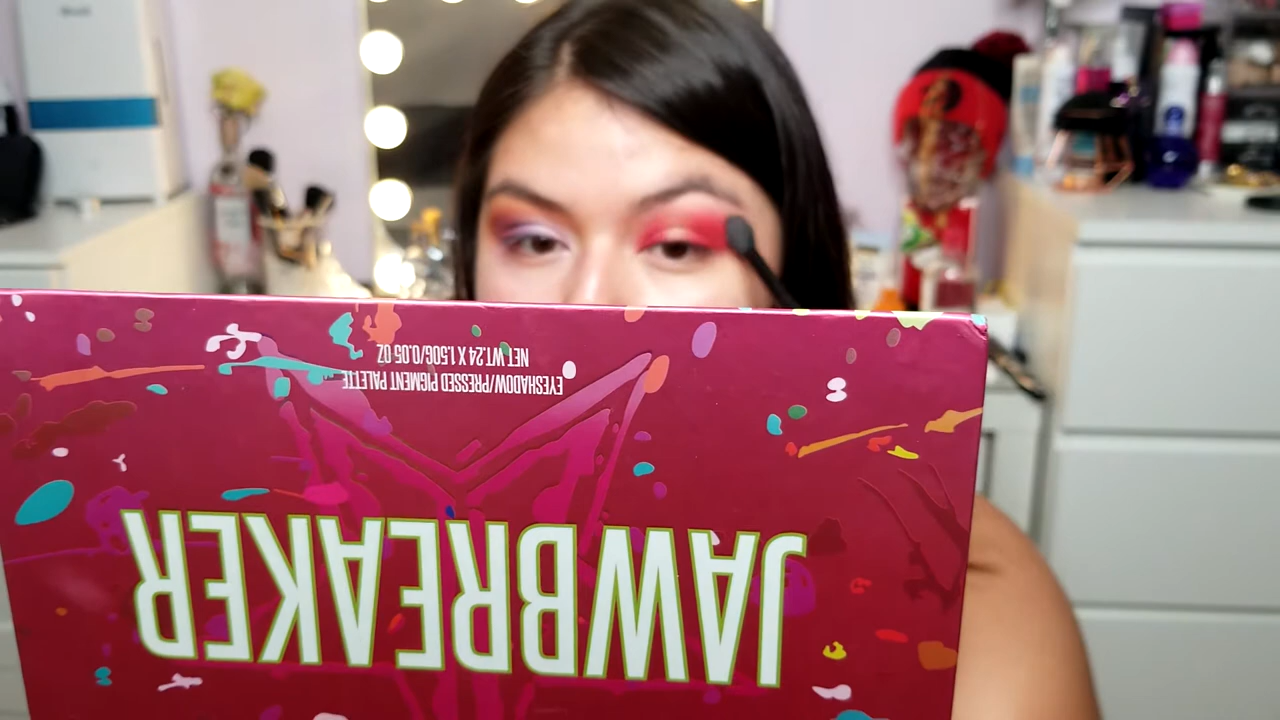 JAWBREAKER
EYESHADOW/PRESSED PIGMENT PALETTE
NET WT.24 X 1.50G/0.05 OZ